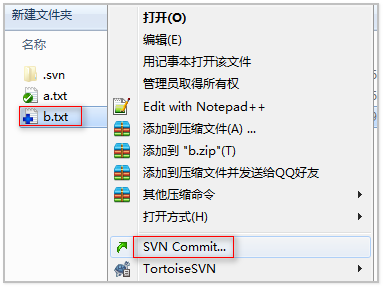 新建文件夹
名称
.svn
a.txt
b.txt
打开(O)
编辑(E)
用记事本打开该文件
管理员取得所有权
Edit with Notepad++
添加到压缩文件(A) ...
添加到 "b.zip"(T)
添加到压缩文件并发送给QQ好友
其他压缩命令
打开方式(H)
SVN Commit...
TortoiseSVN